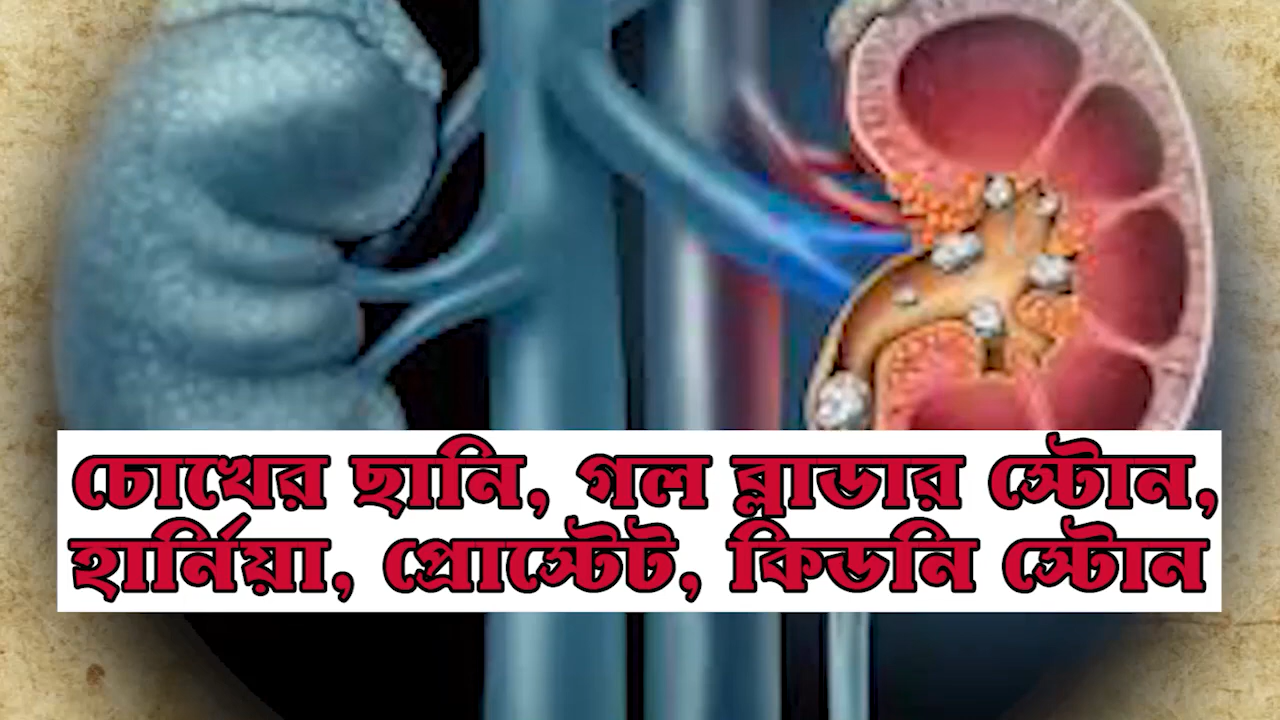 চোখের ছানি, গল ব্লাডার স্টোন,
হার্নিয়া, প্রোস্টেট, কিডনি স্টোন